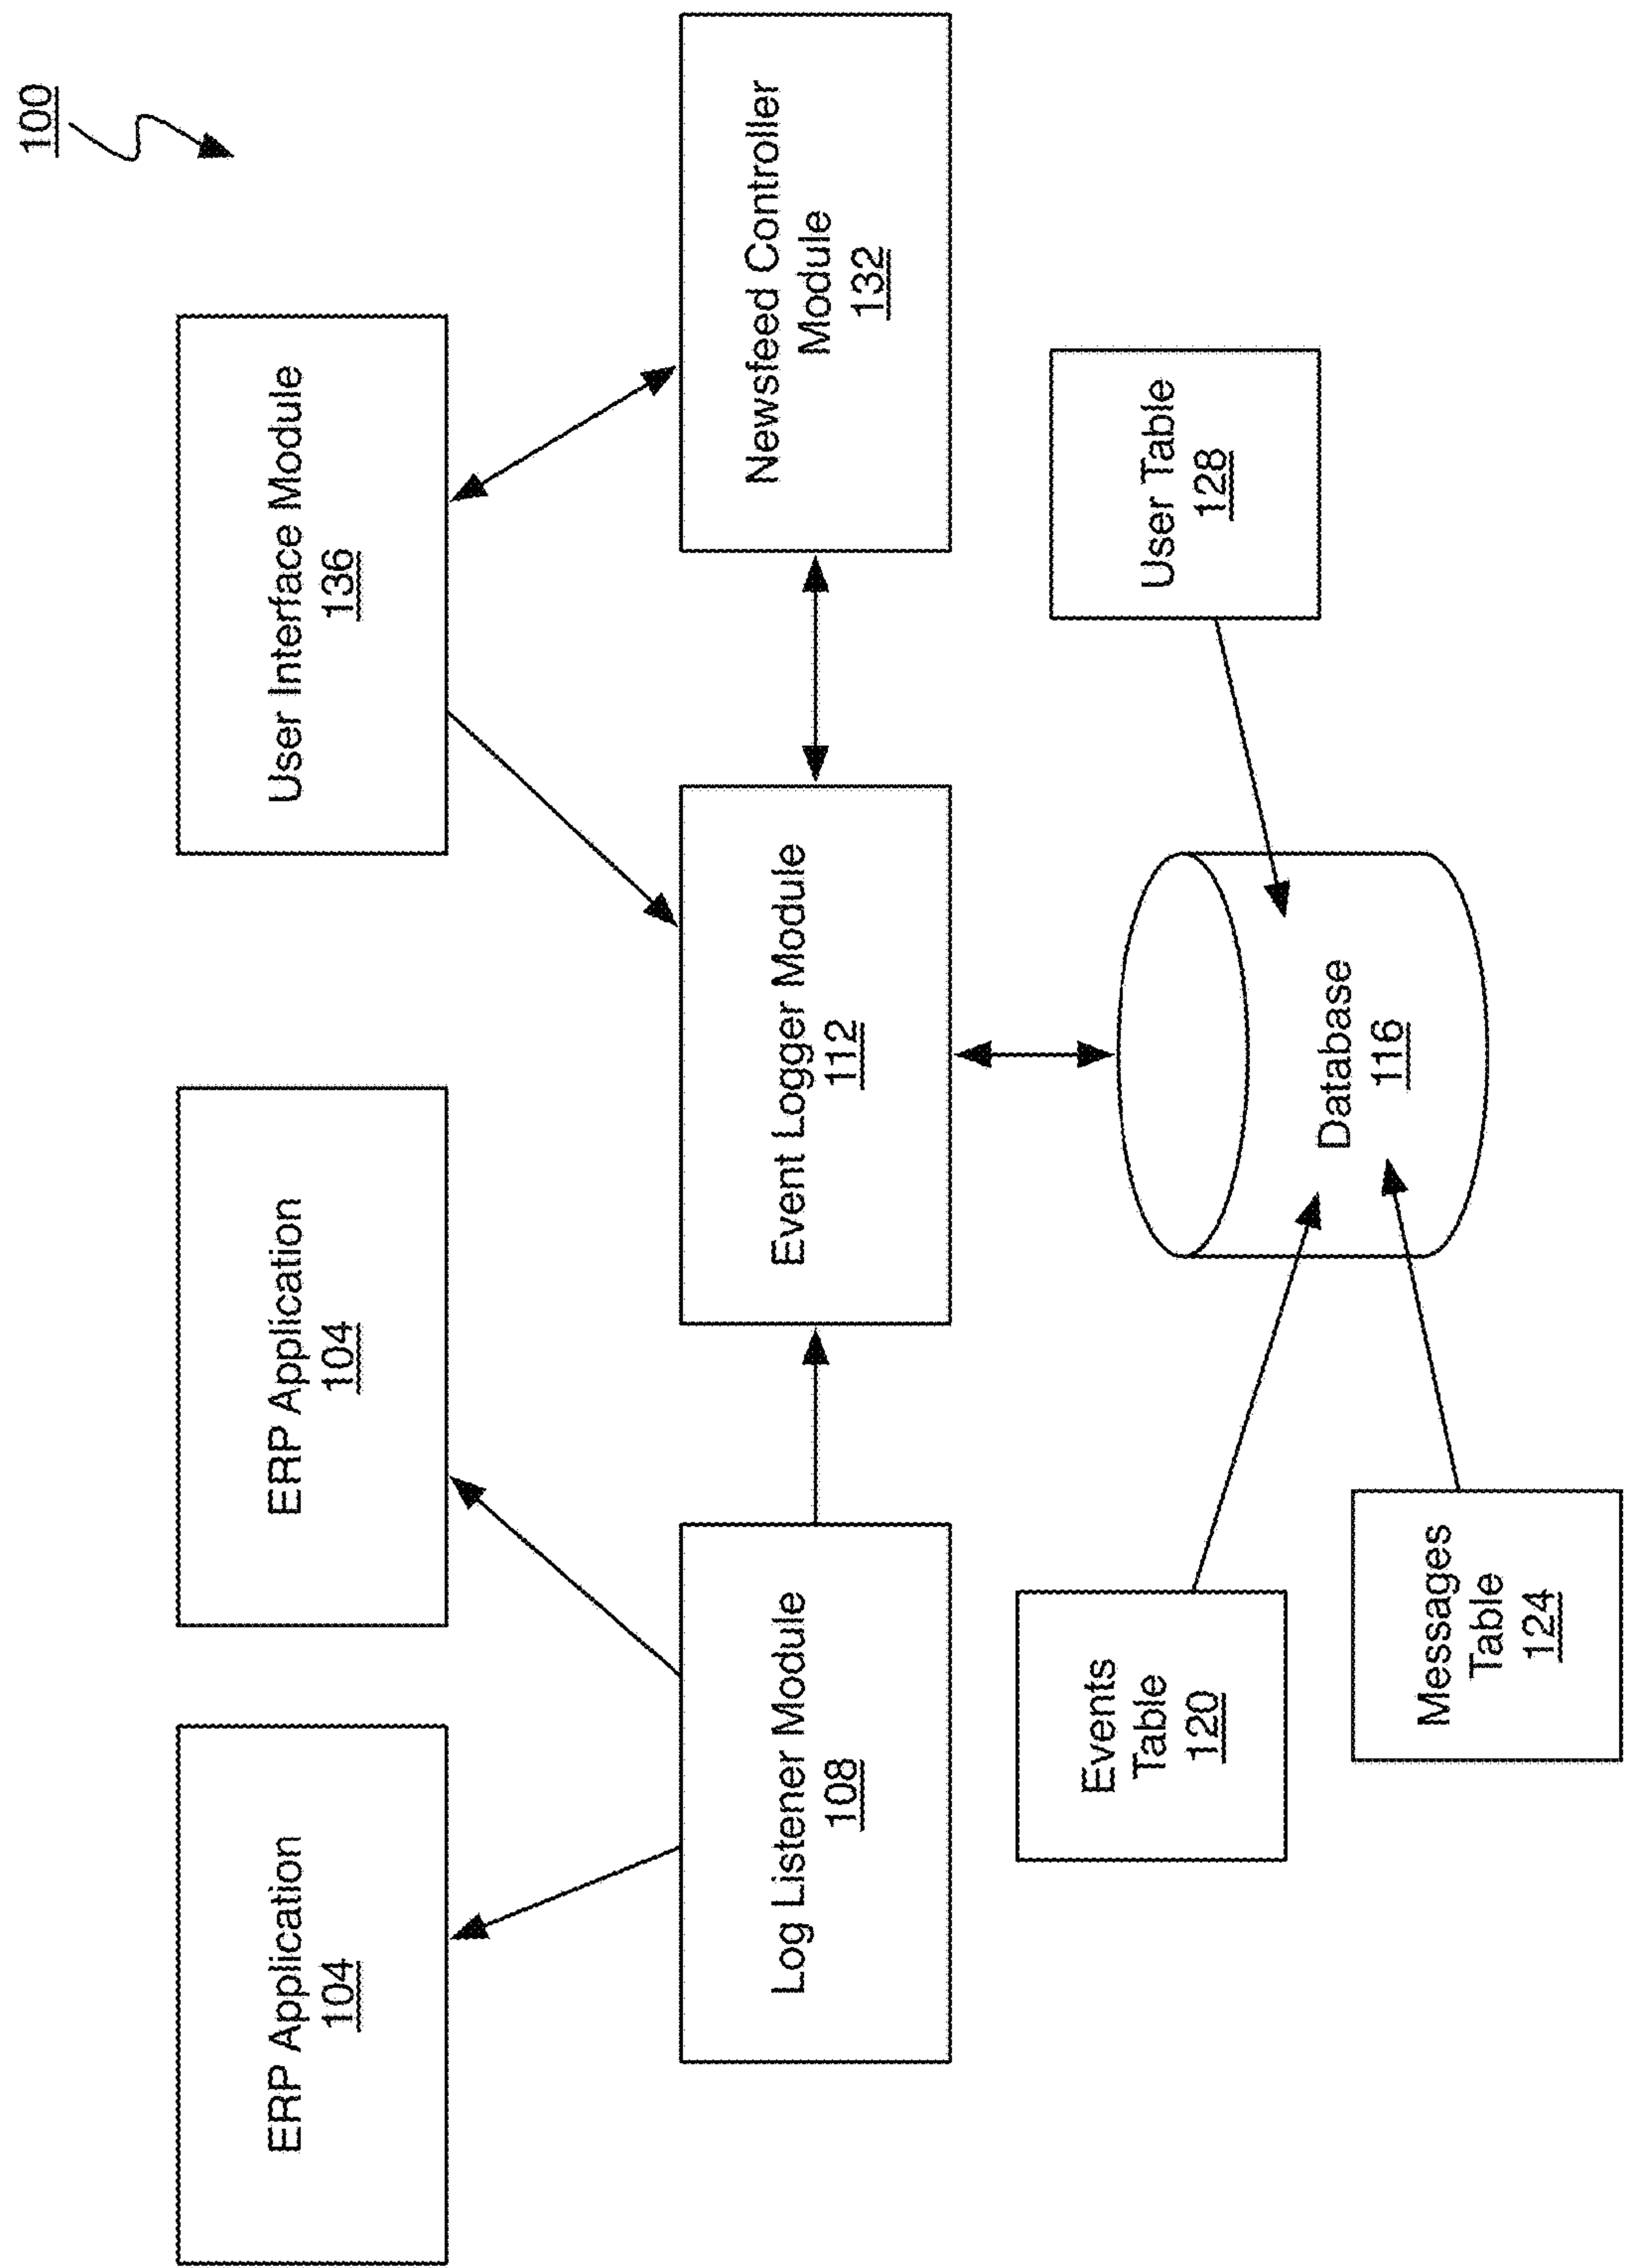 100
ERP Application
104
ERP Application
104
User Interface Module
136
Log Listener Module
108
Event Logger Module
112
Newsfeed Controller
Module
132
Events
Table
120
Messages
Table
124
Database
116
User Table
128